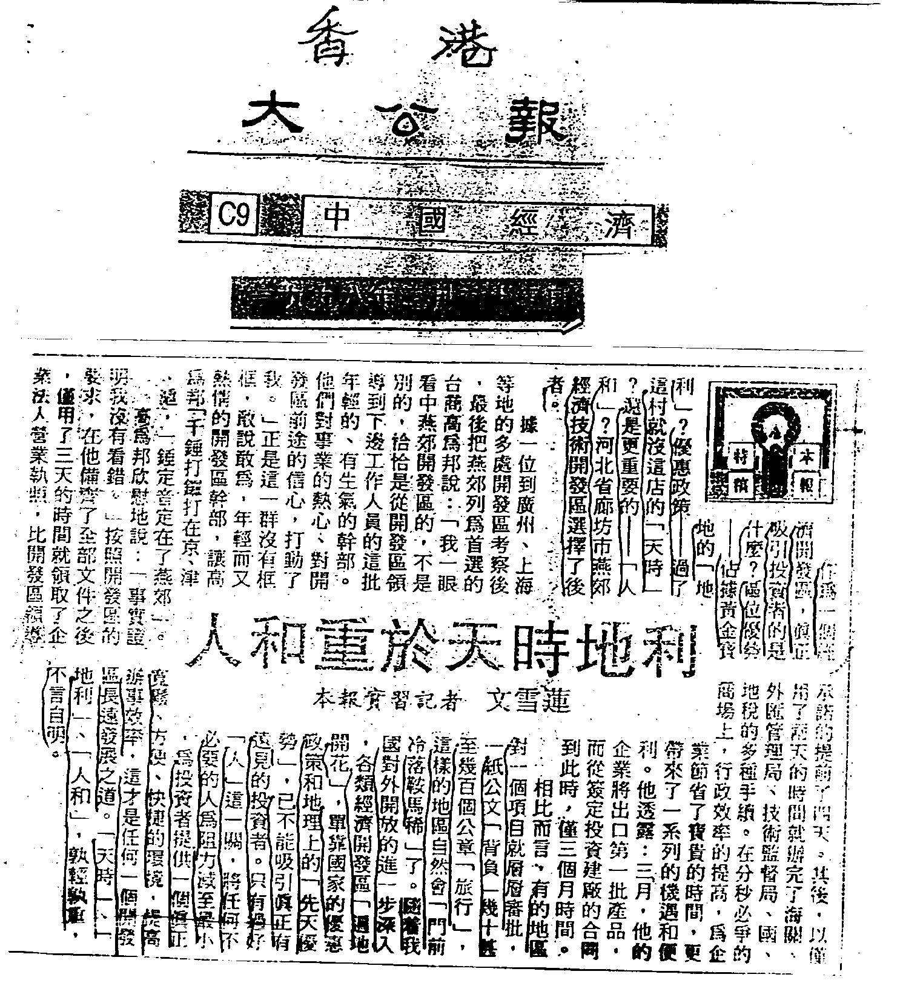 香港
大公報
C9 中國經濟
本報特稿
作為一個經
濟開發區，真正
吸引投資者的是
什麼？區位優勢
——佔據黃金寶
地的「地
利」？優惠政策——過了
這村就沒這店的「天時」
？還是更重要的——「人
和」？河北省廊坊市燕郊
經濟技術開發區選擇了後
者。
據一位到廣州、上海
等地的多處開發區考察後
，最後把燕郊列為首選的
台商高為邦說：「我一眼
看中燕郊開發區的，不是
別的，恰恰是從開發區領
導到下邊工作人員的這批
年輕的、有生氣的幹部。
他們對事業的熱心、對開
發區前途的信心，打動了
我。」正是這一群沒有框
框，敢說敢為，年輕而又
熱情的開發區幹部，讓高
為邦「千錘打鑼打在京、津
、滬，一錘定音定在了燕郊」。
高為邦欣慰地說：「事實證
明我沒有看錯。」按照開發區的
要求，在他備齊了全部文件之後
，僅用了三天的時間就領取了企
業法人營業執照，比開發區領導
人和重於天時地利
本報實習記者 文雪蓮
承諾的提前了四天。其後，以僅
用了 天的時間就辦完了海關、
外匯管理局、技術監督局、國、
地稅的多種手續。在分秒必爭的
商場上，行政效率的提高，為企
業節省了寶貴的時間，更
帶來了一系列的機遇和便
利。他透露：三月，他的
企業將出口第一批產品，
而從簽定投資建廠的合同
到此時，僅三個月時間。
相比而言，有的地區
對一個項目就層層審批，
一紙公文「背負」幾十甚
至幾百個公章「旅行」，
這樣的地區自然會「門前
冷落鞍馬稀」了。隨着我
國對外開放的進一步深入
，各類經濟開發區「遍地
開花」，單靠國家的優惠
政策和地理上的「先天優
勢」，已不能吸引真正有
遠見的投資者。只有過好
「人」這一關，將任何不
必要的人為阻力減至最小
，為投資者提供一個真正
寬鬆、方便、快捷的環境，提高
辦事效率，這才是任何一個開發
區長遠發展之道。「天時」、「
地利」、「人和」，孰輕孰重，
不言自明。